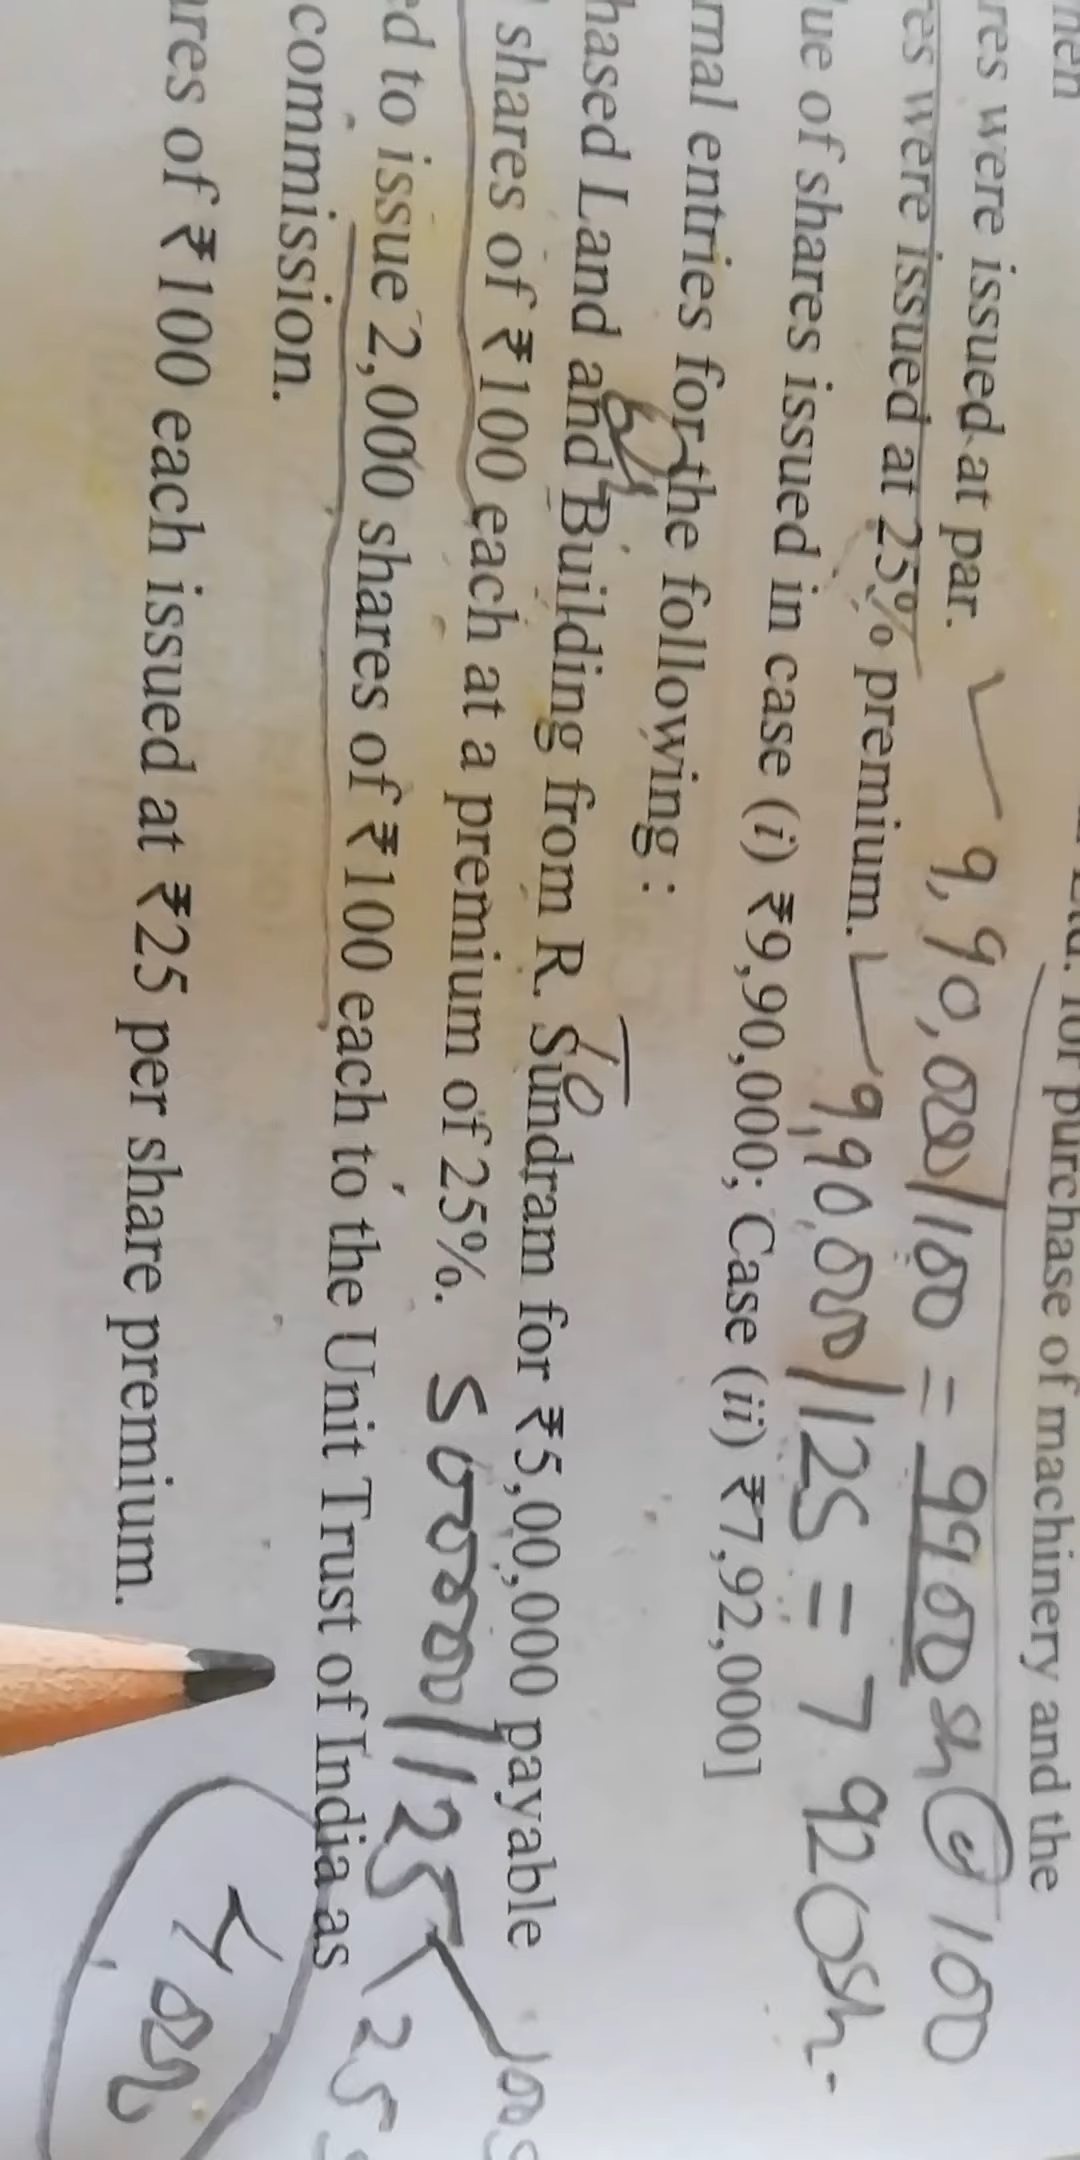 res were issued at par. 9,90,000/100 = 9900 sh @ 100
res were issued at 25% premium. 9,90,000/125 = 7920 sh.
ue of shares issued in case (i) ₹9,90,000; Case (ii) ₹7,92,000]
rnal entries for the following :
hased Land and Building from R. Sundram for ₹5,00,000 payable
shares of ₹100 each at a premium of 25%. 500000/125
ed to issue 2,000 shares of ₹100 each to the Unit Trust of India as
commission.
res of ₹100 each issued at ₹25 per share premium.
for purchase of machinery and the
To